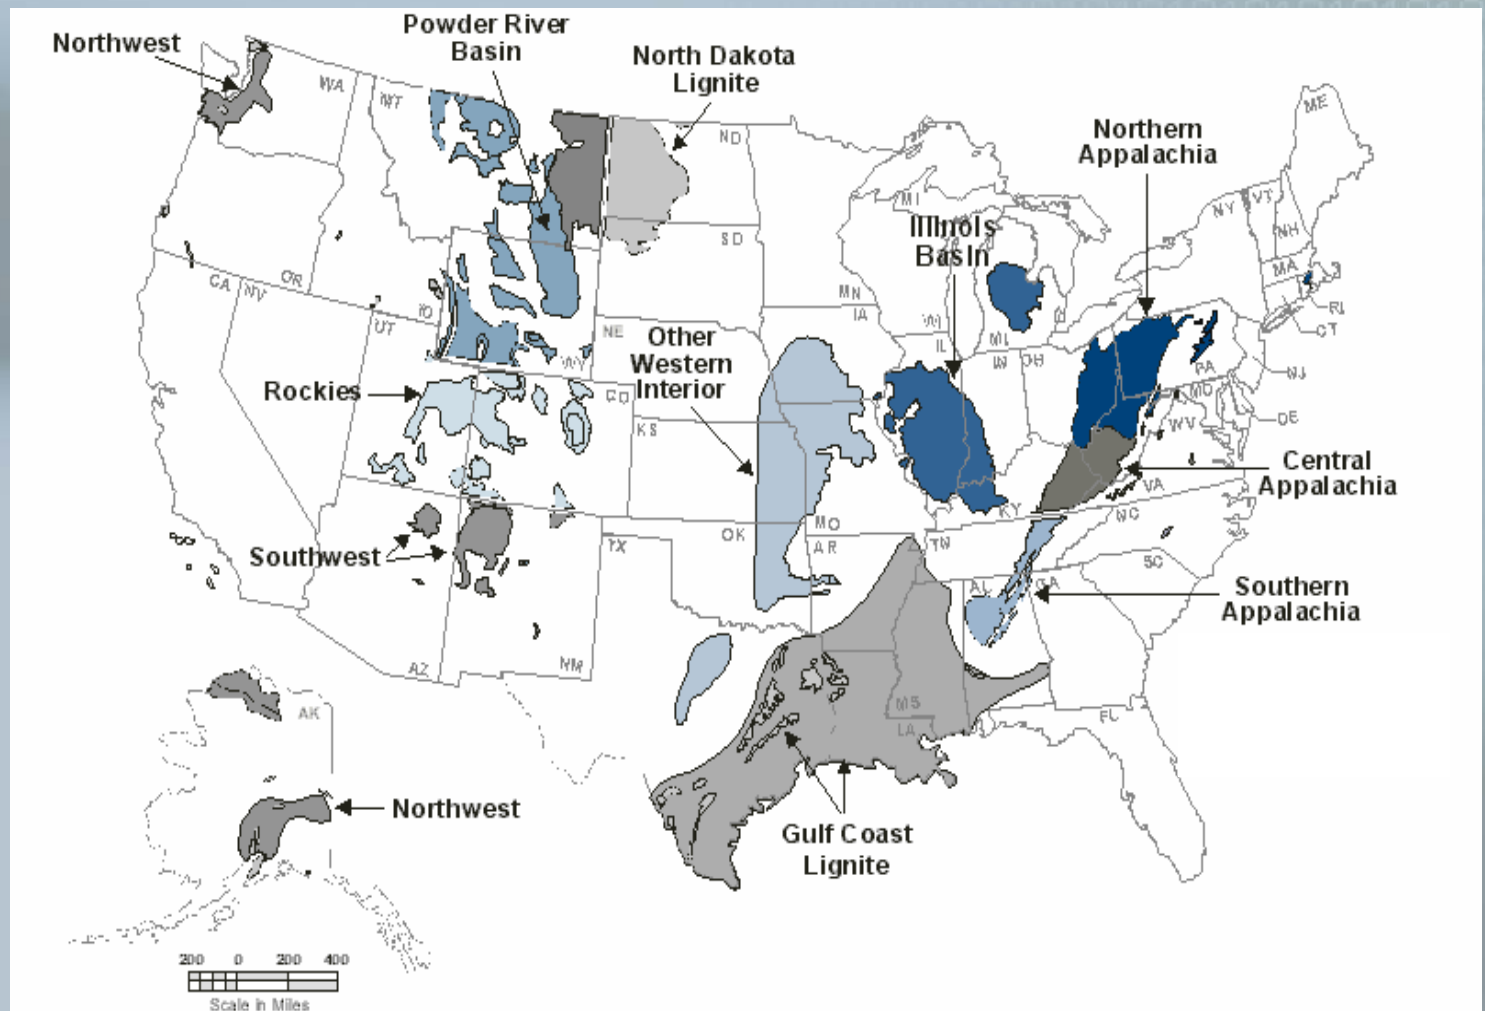 Northwest
Powder River
Basin
North Dakota
Lignite
Northern
Appalachia
Illinois
Basin
Other
Western
Interior
Rockies
Central
Appalachia
Southwest
Southern
Appalachia
Northwest
Gulf Coast
Lignite
WA
MT
ND
ME
MI
NY
VT
NH
MA
RI
CT
SD
OR
CA
NV
ID
UT
MN
IA
WI
MI
IL
IN
OH
NE
WY
PA
NJ
MD
DE
WV
CO
KS
VA
KY
NC
MO
OK
AR
TN
TX
SC
AL
GA
AZ
NM
MS
LA
FL
AK
200 0 200 400
Scale in Miles